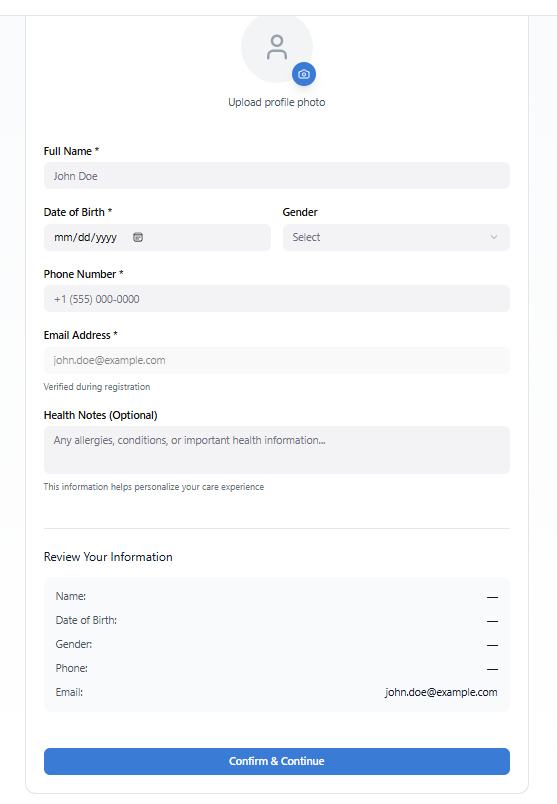 Upload profile photo
Full Name *
John Doe
Date of Birth * Gender
mm/dd/yyyy Select
Phone Number *
+1 (555) 000-0000
Email Address *
john.doe@example.com
Verified during registration
Health Notes (Optional)
Any allergies, conditions, or important health information...
This information helps personalize your care experience
Review Your Information
Name: —
Date of Birth: —
Gender: —
Phone: —
Email: john.doe@example.com
Confirm & Continue